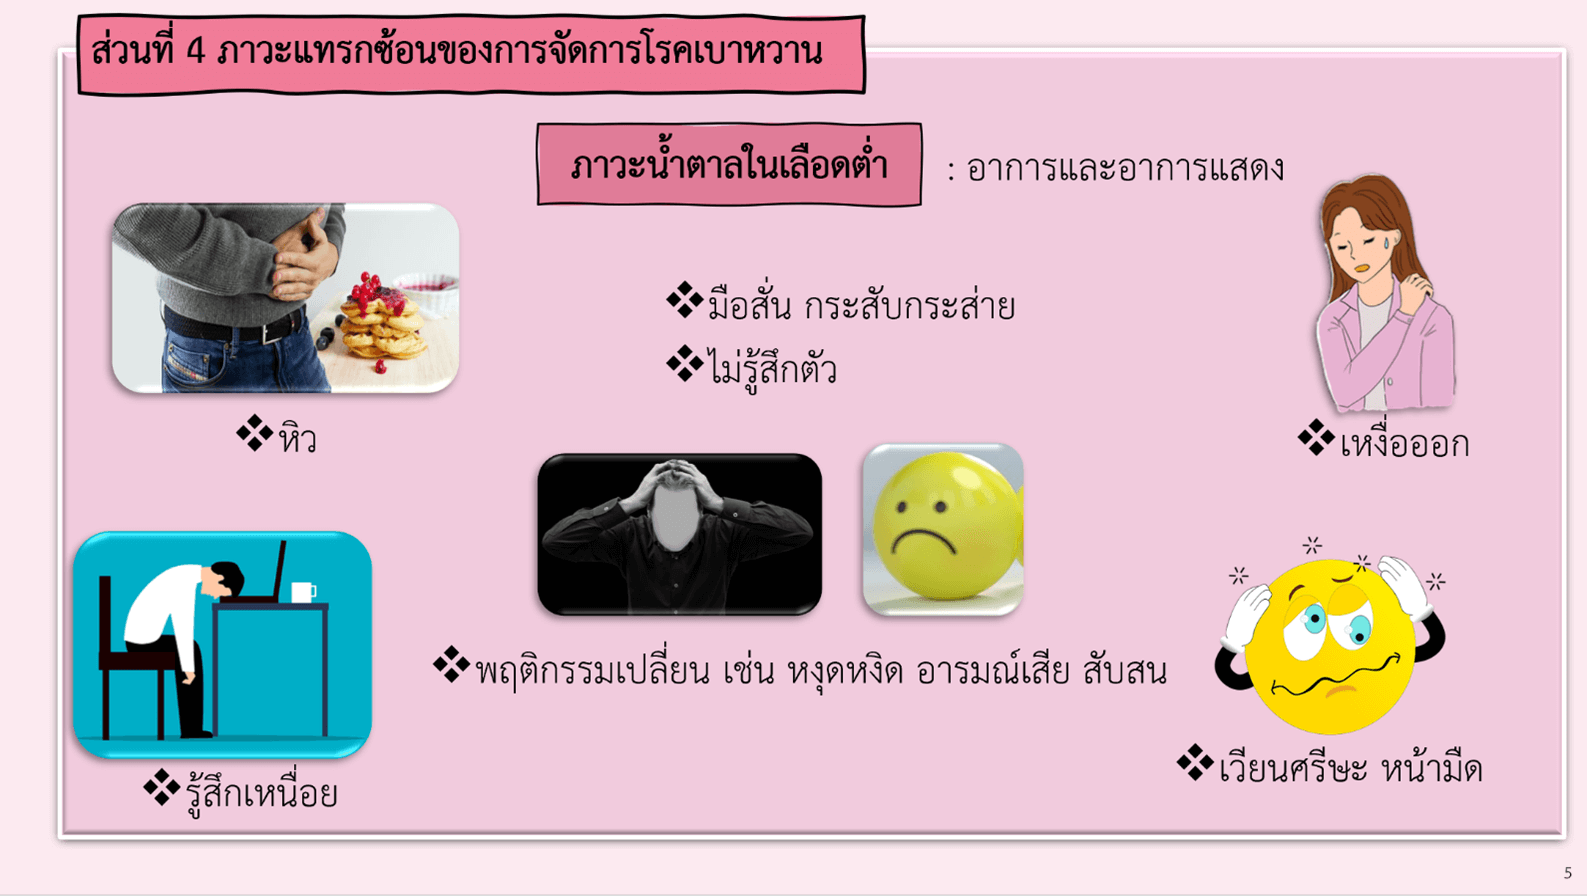 ส่วนที่ 4 ภาวะแทรกซ้อนของการจัดการโรคเบาหวาน
ภาวะน้ำตาลในเลือดต่ำ : อาการและอาการแสดง
❖มือสั่น กระสับกระส่าย
❖ไม่รู้สึกตัว
❖หิว
❖เหงื่อออก
❖พฤติกรรมเปลี่ยน เช่น หงุดหงิด อารมณ์เสีย สับสน
❖เวียนศรีษะ หน้ามืด
❖รู้สึกเหนื่อย
5